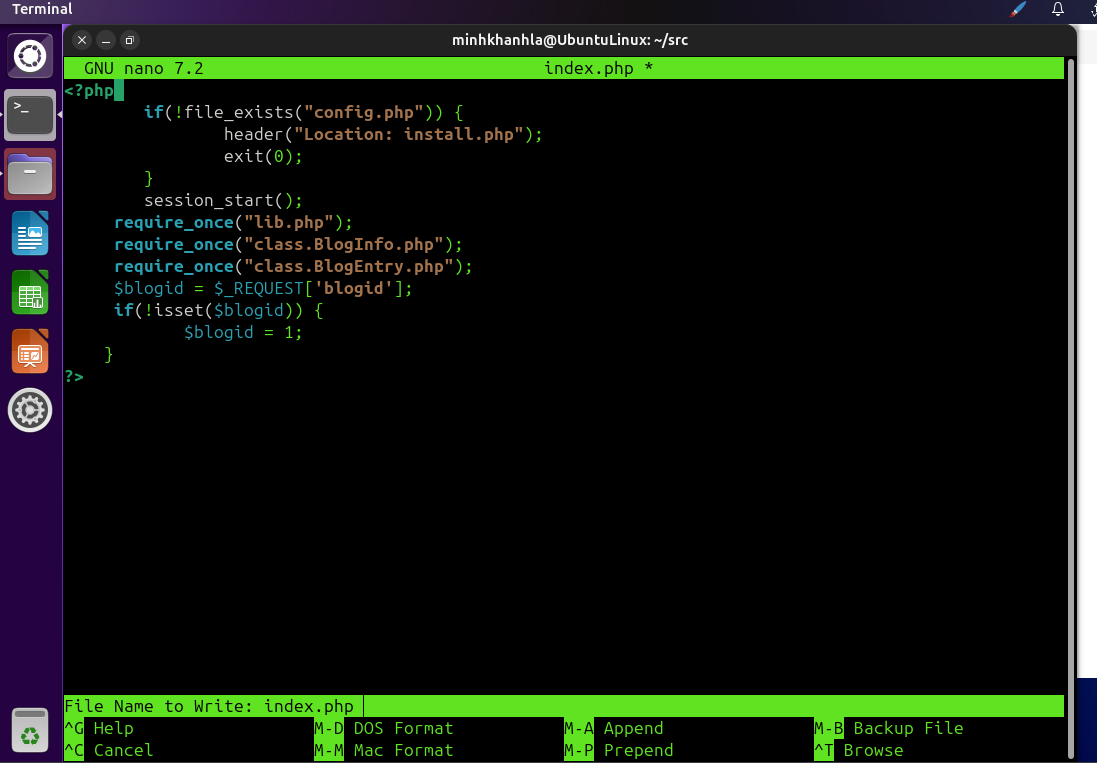 Terminal
minhkhanhla@UbuntuLinux: ~/src
GNU nano 7.2 index.php *
<?php
if(!file_exists("config.php")) {
header("Location: install.php");
exit(0);
}
session_start();
require_once("lib.php");
require_once("class.BlogInfo.php");
require_once("class.BlogEntry.php");
$blogid = $_REQUEST['blogid'];
if(!isset($blogid)) {
$blogid = 1;
}
?>
File Name to Write: index.php
^G Help M-D DOS Format M-A Append M-B Backup File
^C Cancel M-M Mac Format M-P Prepend ^T Browse